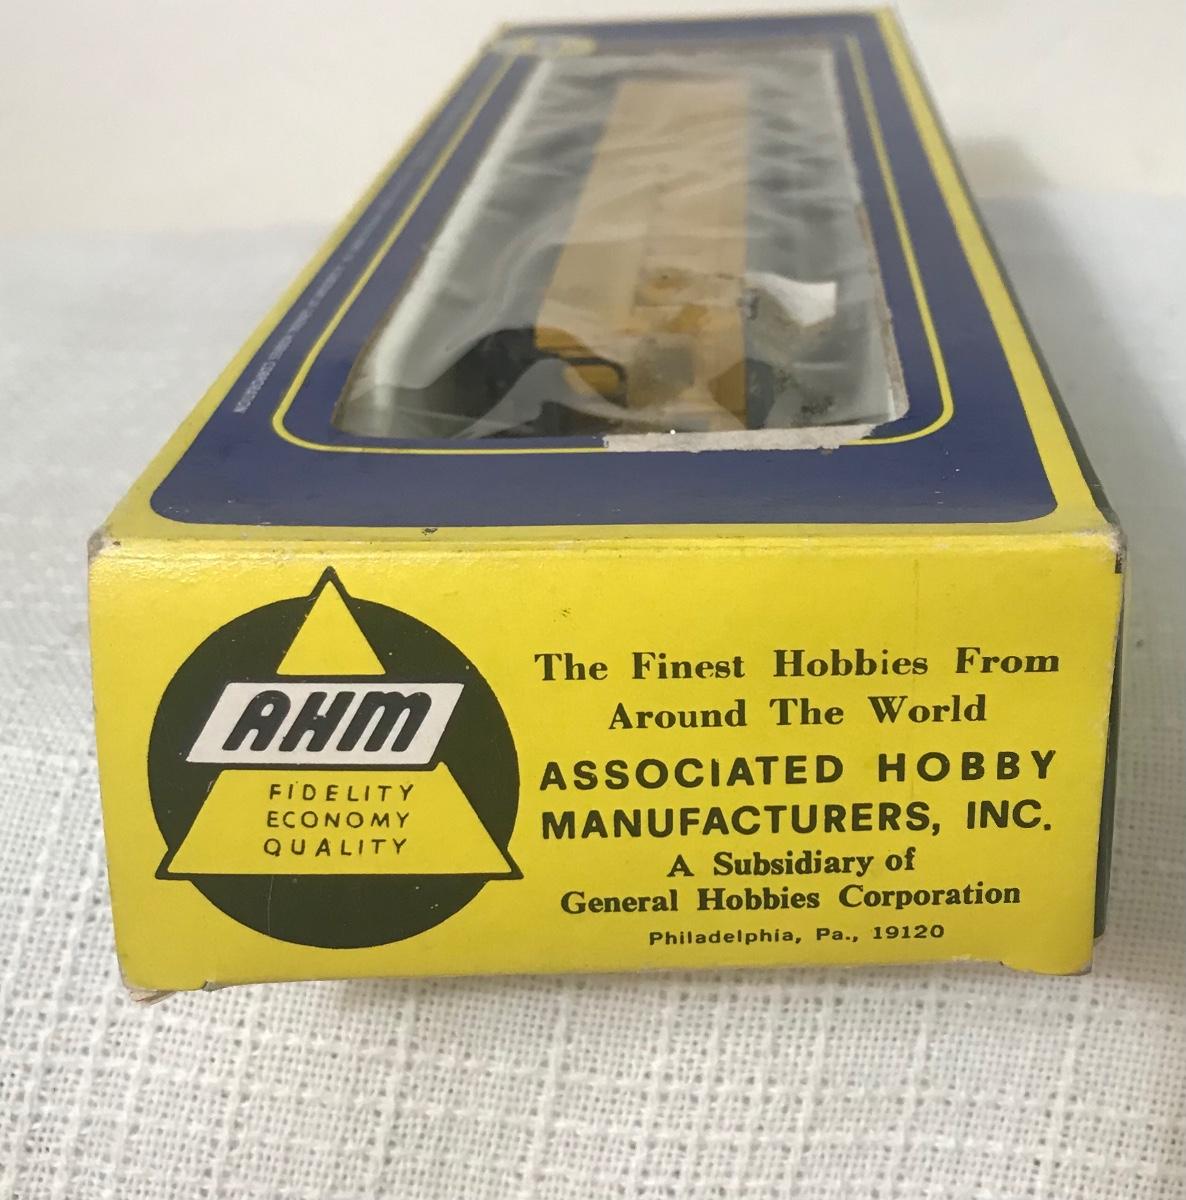 AHM
FIDELITY
ECONOMY
QUALITY
The Finest Hobbies From
Around The World
ASSOCIATED HOBBY
MANUFACTURERS, INC.
A Subsidiary of
General Hobbies Corporation
Philadelphia, Pa., 19120